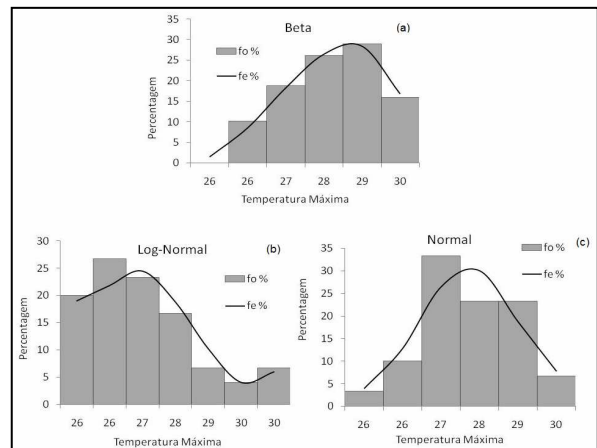 Beta
(a)
fo %
fe %
Percentagem
35
30
25
20
15
10
5
0
26 26 27 28 29 30
Temperatura Máxima
Log-Normal
(b)
fo %
fe %
Percentagem
30
25
20
15
10
5
0
26 26 27 28 29 30 30
Temperatura Máxima
Normal
(c)
fo %
fe %
Percentagem
35
30
25
20
15
10
5
0
26 26 27 28 29 30
Temperatura Máxima